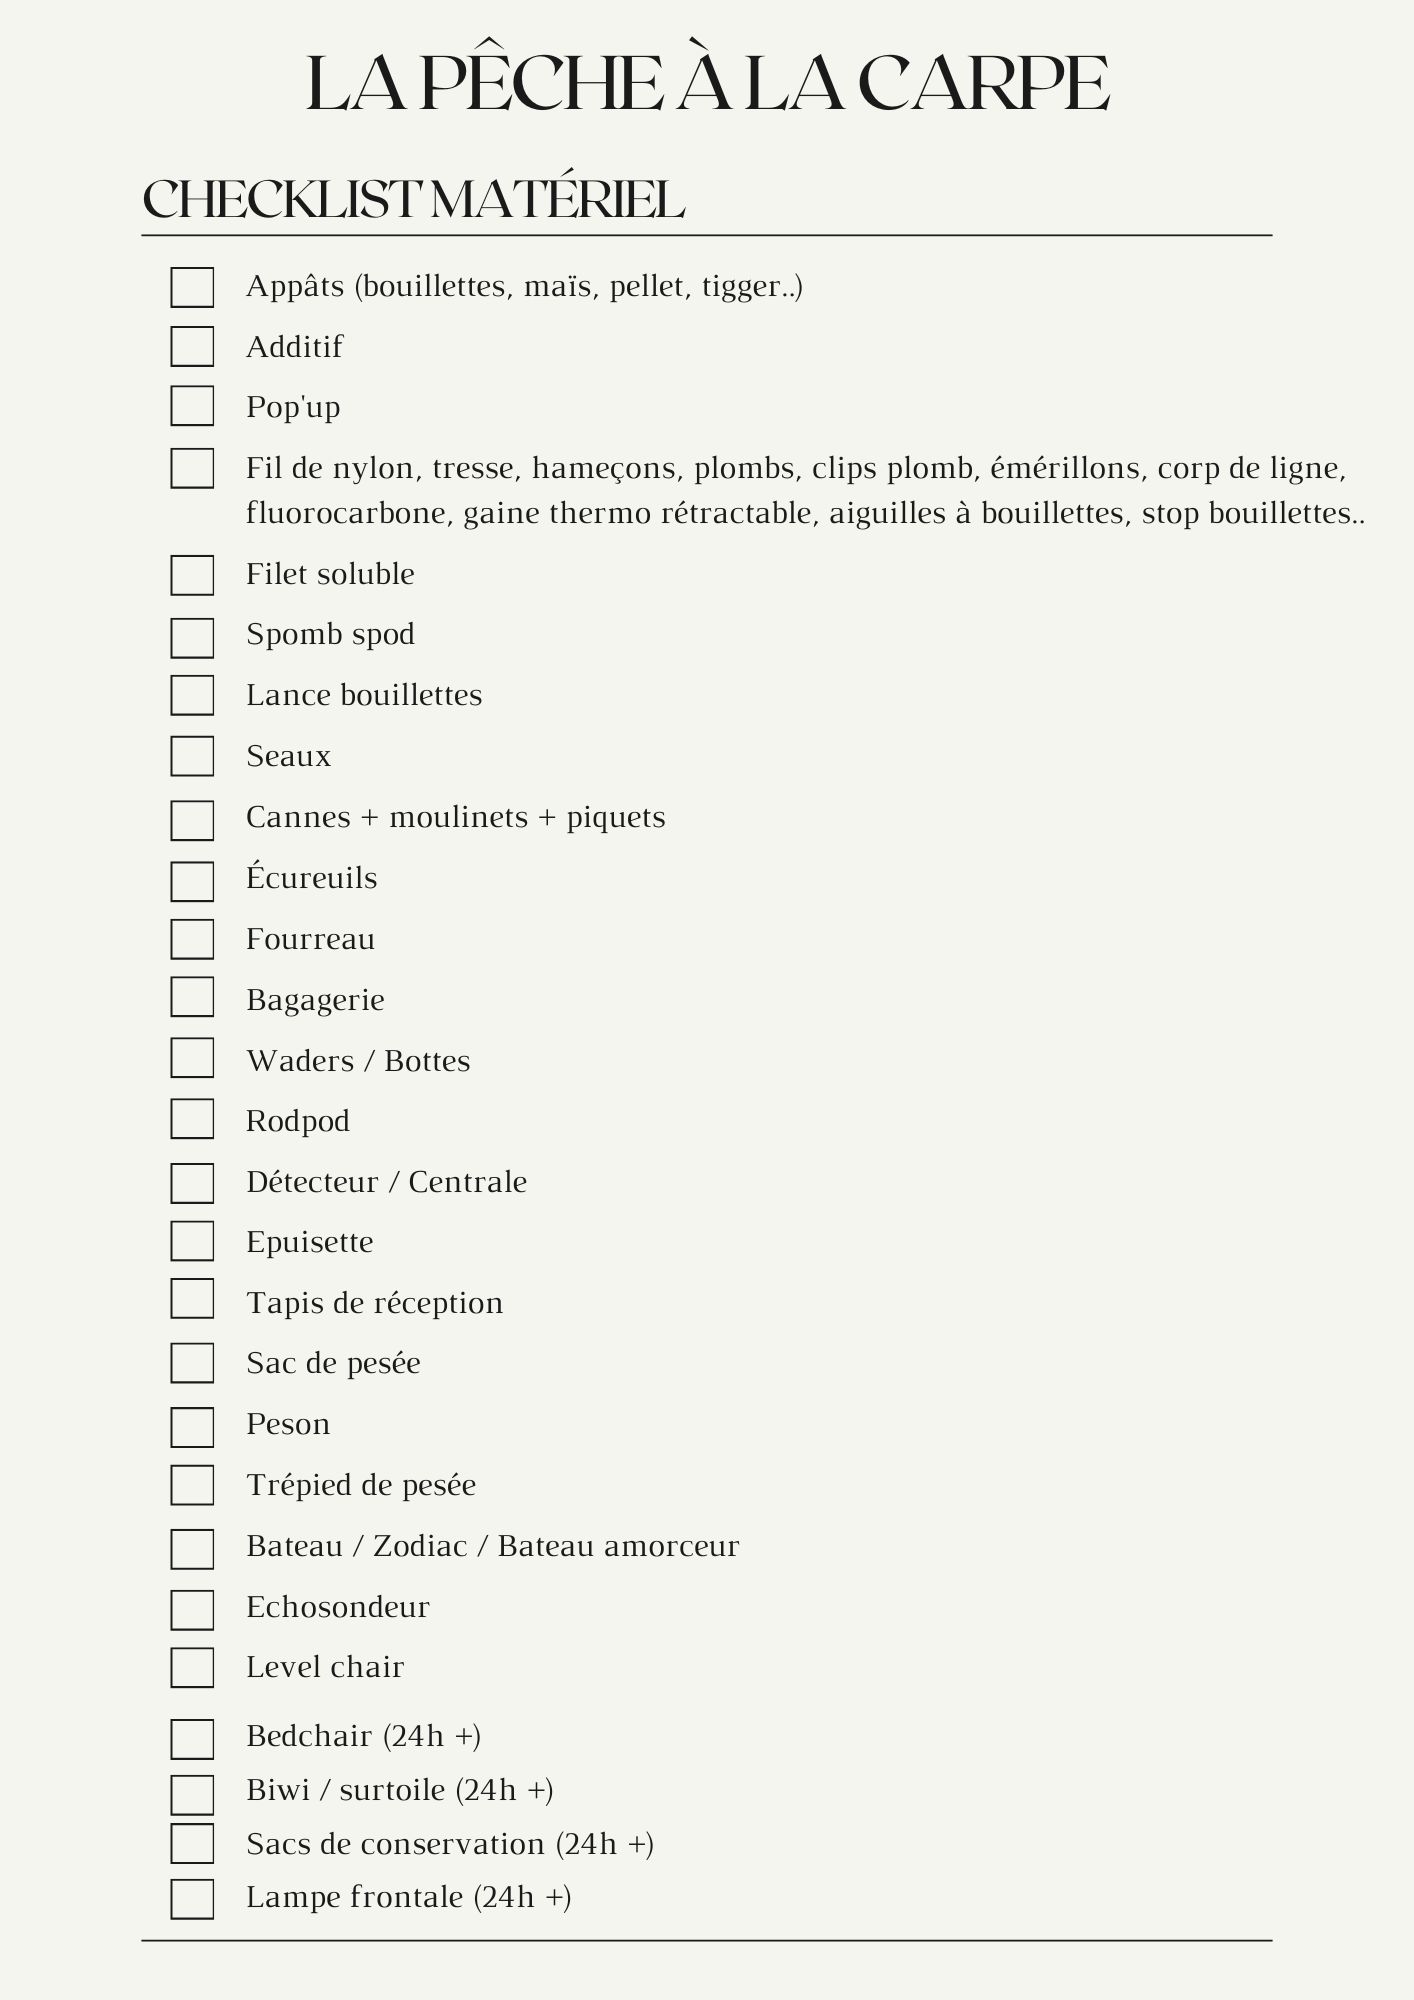 LA PÊCHE À LA CARPE
CHECKLIST MATÉRIEL
Appâts (bouillettes, maïs, pellet, tigger..)
Additif
Pop'up
Fil de nylon, tresse, hameçons, plombs, clips plomb, émérillons, corp de ligne,
fluorocarbone, gaine thermo rétractable, aiguilles à bouillettes, stop bouillettes..
Filet soluble
Spomb spod
Lance bouillettes
Seaux
Cannes + moulinets + piquets
Écureuils
Fourreau
Bagagerie
Waders / Bottes
Rodpod
Détecteur / Centrale
Epuisette
Tapis de réception
Sac de pesée
Peson
Trépied de pesée
Bateau / Zodiac / Bateau amorceur
Echosondeur
Level chair
Bedchair (24h +)
Biwi / surtoile (24h +)
Sacs de conservation (24h +)
Lampe frontale (24h +)